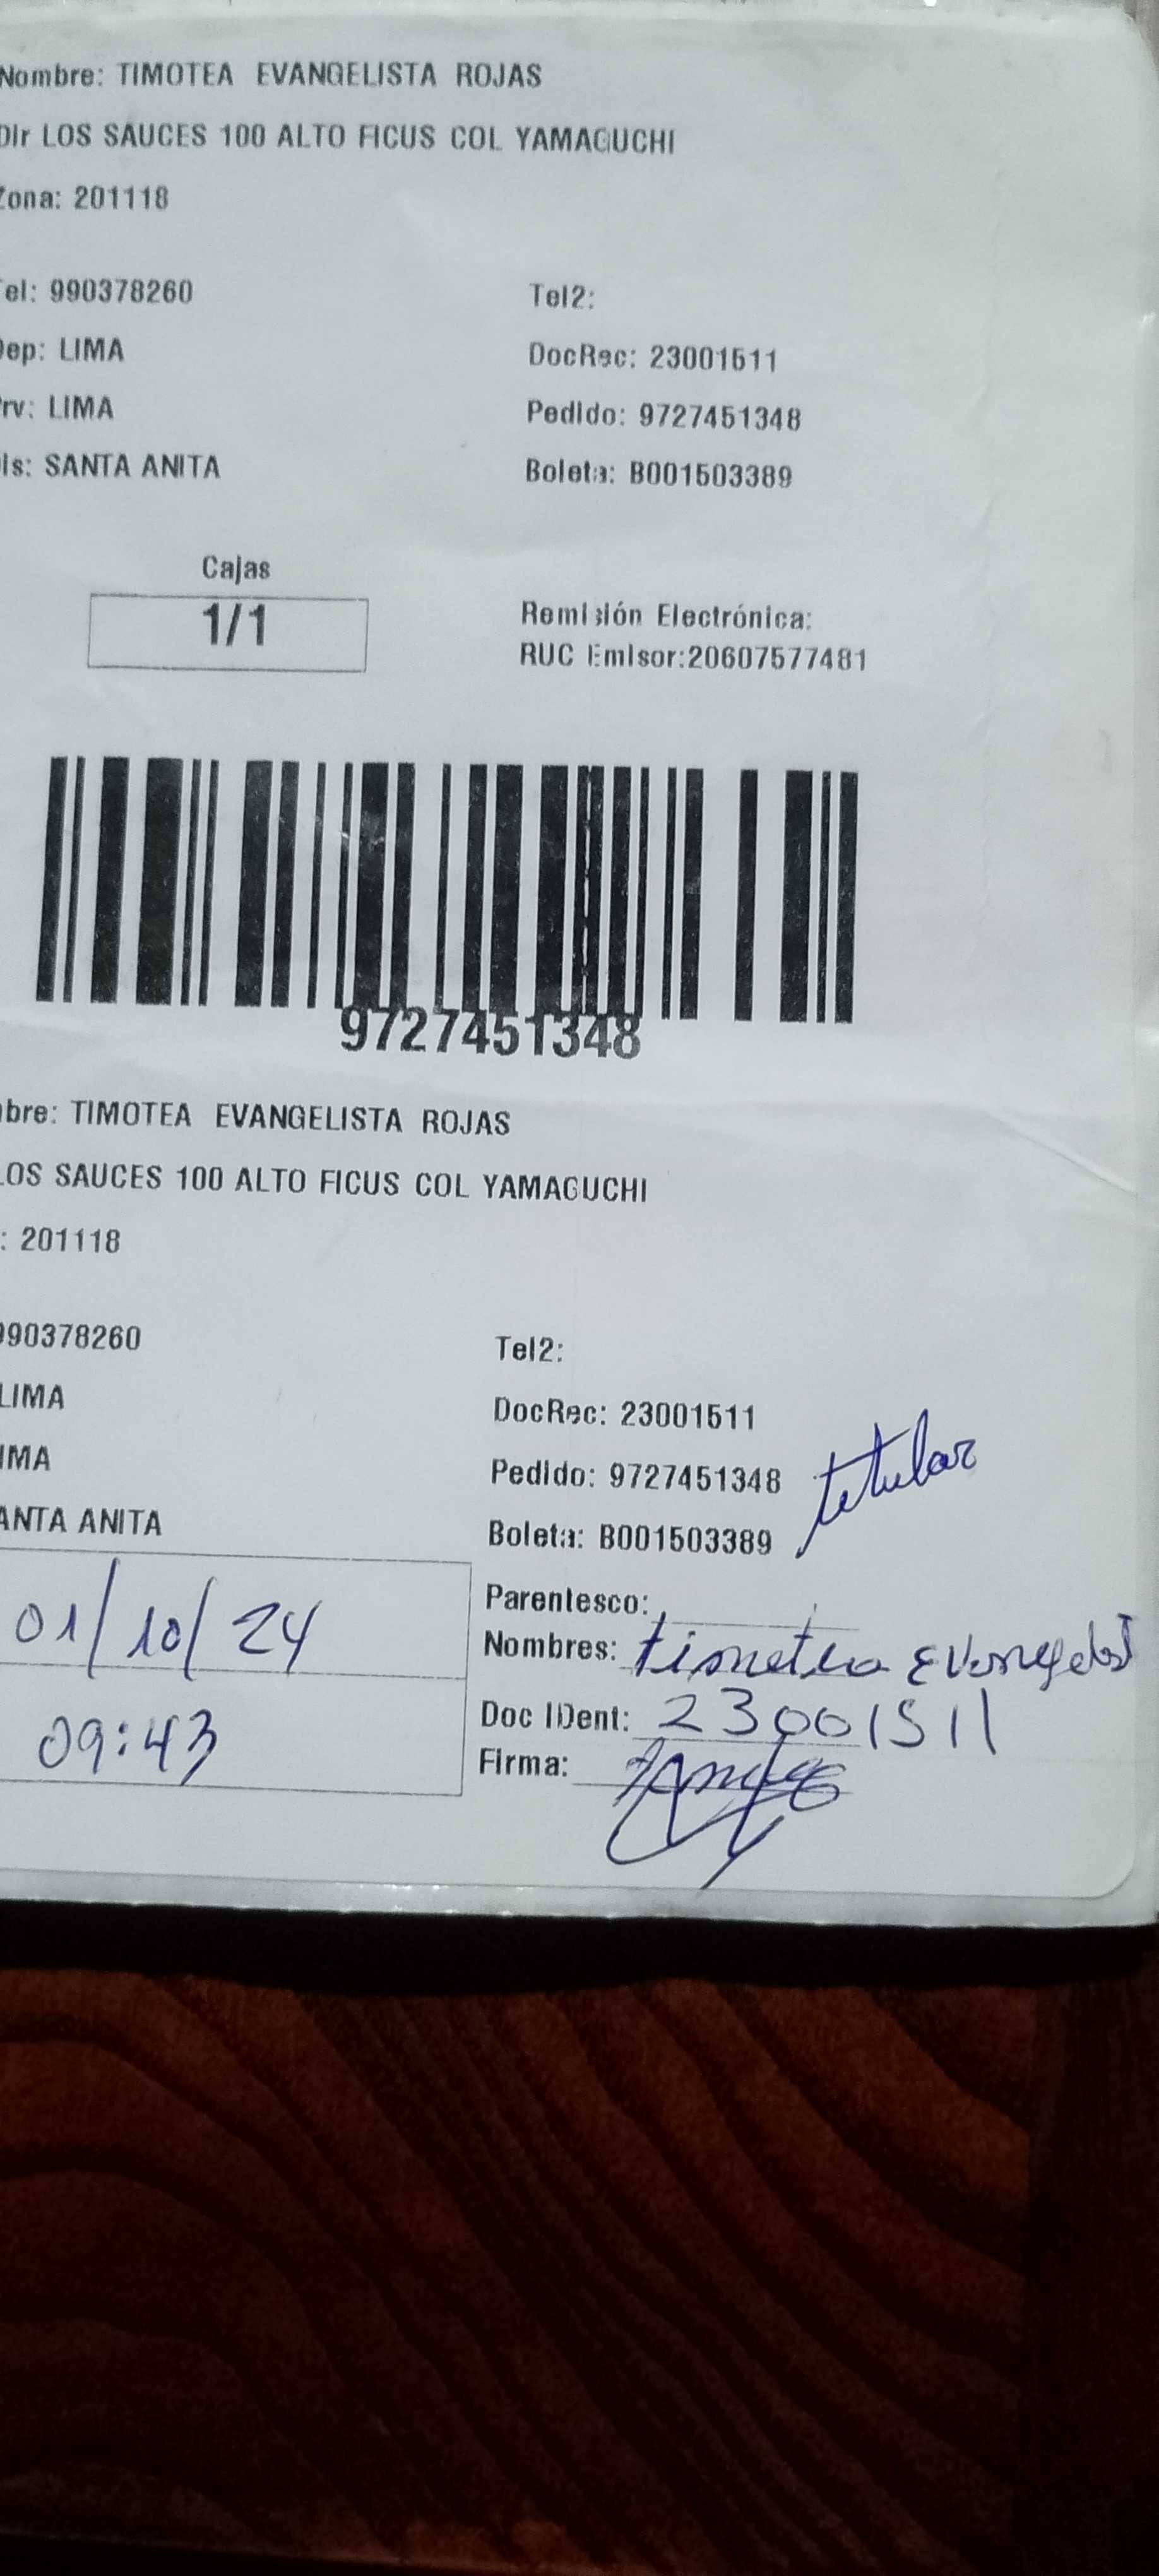 Nombre: TIMOTEA EVANGELISTA ROJAS
Dir LOS SAUCES 100 ALTO FICUS COL YAMAGUCHI
Zona: 201118
Tel: 990378260 Tel2:
Dep: LIMA DocRec: 23001511
Prv: LIMA Pedido: 9727451348
Dis: SANTA ANITA Boleta: B001503389
Cajas
1/1
Remisión Electrónica:
RUC Emisor:20607577481
9727451348
bre: TIMOTEA EVANGELISTA ROJAS
LOS SAUCES 100 ALTO FICUS COL YAMAGUCHI
: 201118
990378260 Tel2:
LIMA DocRec: 23001511
IMA Pedido: 9727451348 titular
ANTA ANITA Boleta: B001503389
01/10/24 Parentesco:
Nombres: timotea
09:43 Doc IDent: 23001511
Firma: